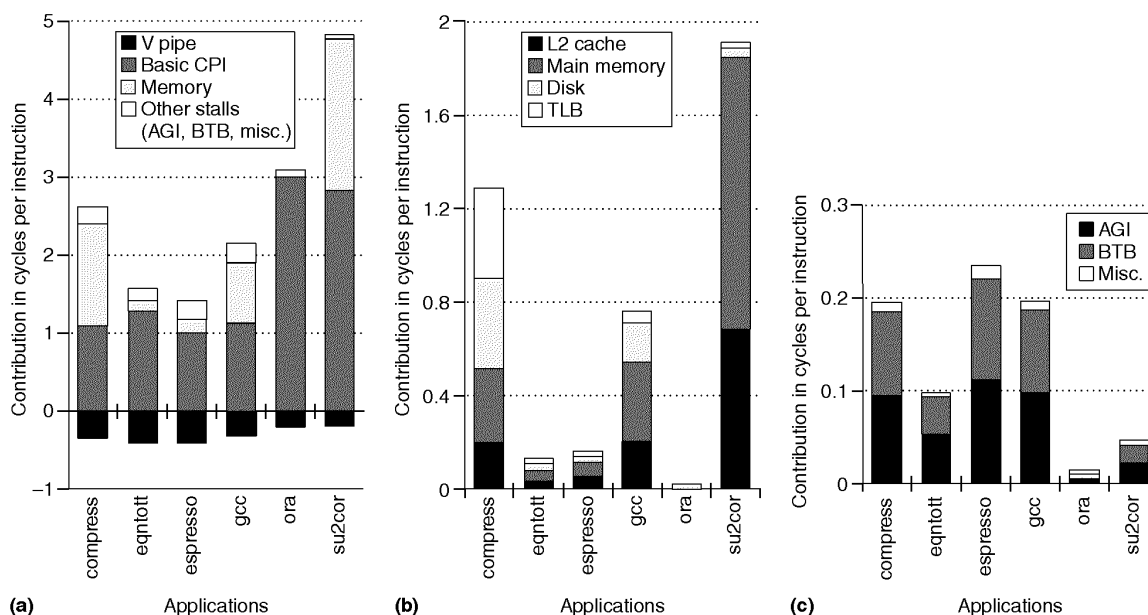 Contribution in cycles per instruction
5
4
3
2
1
0
−1
V pipe
Basic CPI
Memory
Other stalls
(AGI, BTB, misc.)
compress
eqntott
espresso
gcc
ora
su2cor
(a)
Applications
Contribution in cycles per instruction
2
1.6
1.2
0.8
0.4
0
L2 cache
Main memory
Disk
TLB
compress
eqntott
espresso
gcc
ora
su2cor
(b)
Applications
Contribution in cycles per instruction
0.3
0.2
0.1
0
AGI
BTB
Misc.
compress
eqntott
espresso
gcc
ora
su2cor
(c)
Applications